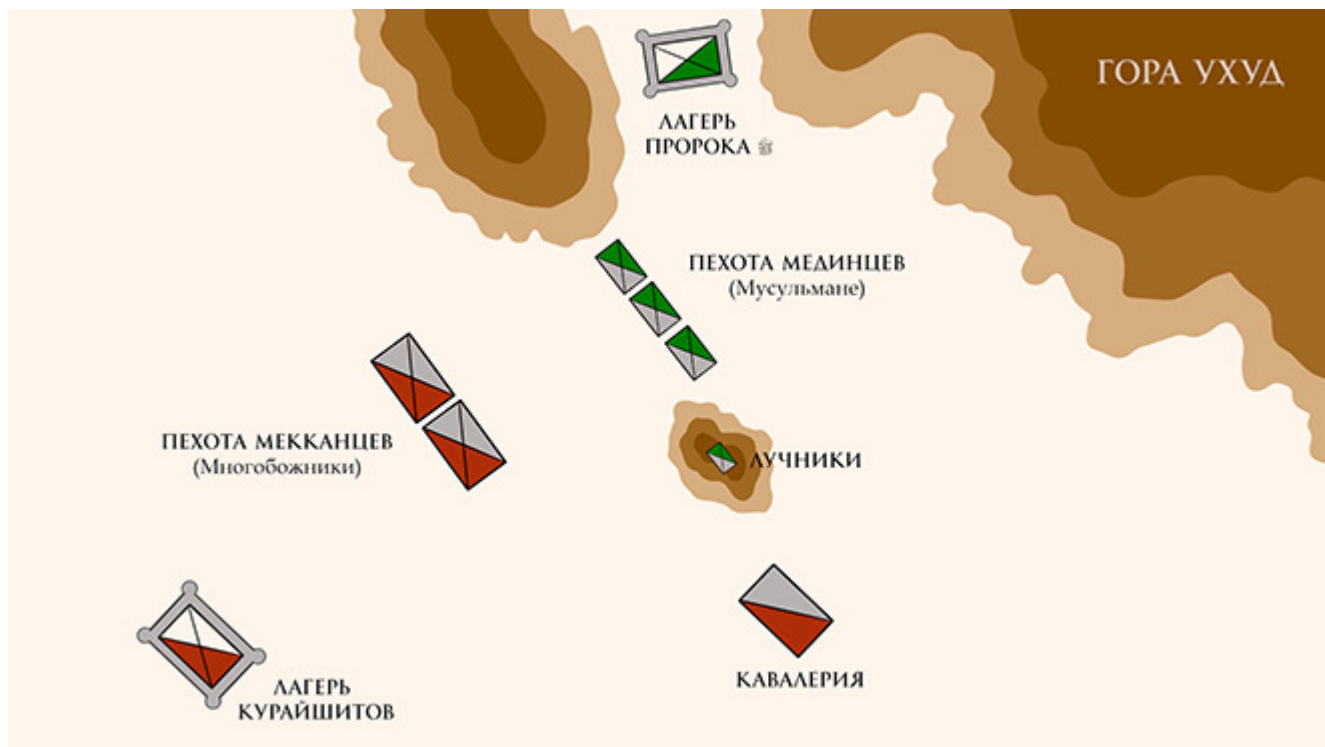 ГОРА УХУД
ЛАГЕРЬ
ПРОРОКА ﷺ
ПЕХОТА МЕДИНЦЕВ
(Мусульмане)
ПЕХОТА МЕККАНЦЕВ
(Многобожники)
ЛУЧНИКИ
КАВАЛЕРИЯ
ЛАГЕРЬ
КУРАЙШИТОВ